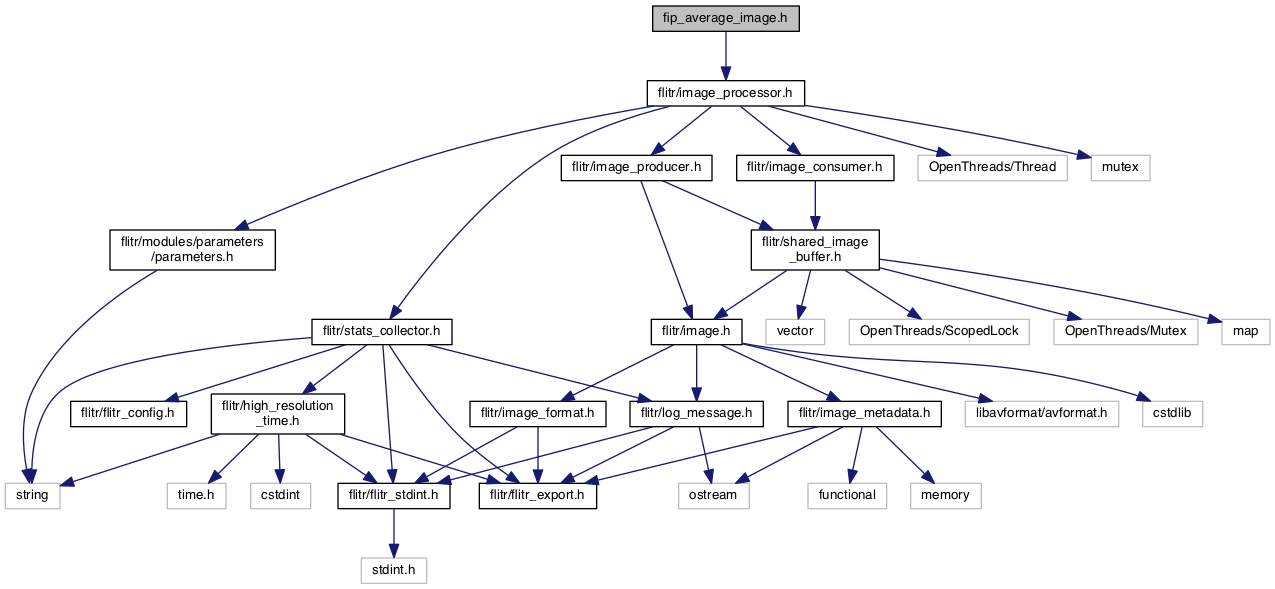 fip_average_image.h
flitr/image_processor.h
flitr/image_producer.h
flitr/image_consumer.h
OpenThreads/Thread
mutex
flitr/modules/parameters
/parameters.h
flitr/shared_image
_buffer.h
flitr/stats_collector.h
flitr/image.h
vector
OpenThreads/ScopedLock
OpenThreads/Mutex
map
flitr/flitr_config.h
flitr/high_resolution
_time.h
flitr/image_format.h
flitr/log_message.h
flitr/image_metadata.h
libavformat/avformat.h
cstdlib
string
time.h
cstdint
flitr/flitr_stdint.h
flitr/flitr_export.h
ostream
functional
memory
stdint.h